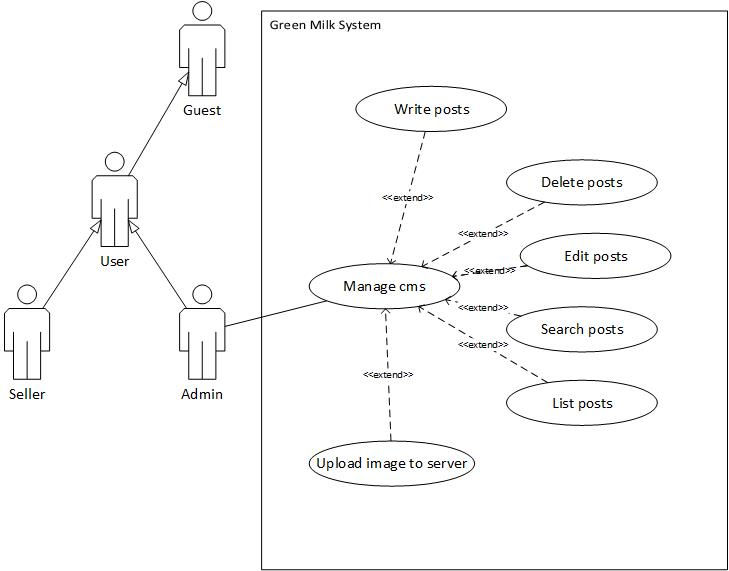 Green Milk System
Guest
Write posts
Delete posts
<<extend>>
<<extend>>
User
Edit posts
<<extend>>
Manage cms
<<extend>>
Search posts
<<extend>>
<<extend>>
Seller
Admin
List posts
Upload image to server